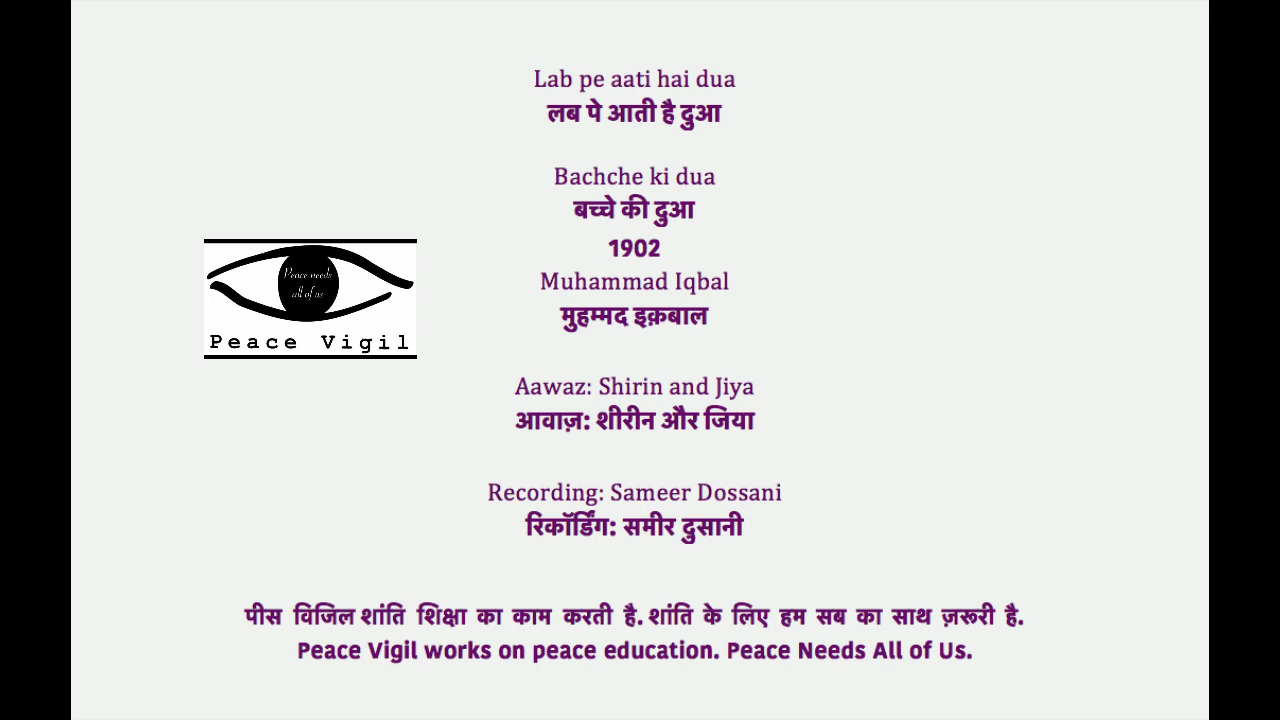 Lab pe aati hai dua
लब पे आती है दुआ
Bachche ki dua
बच्चे की दुआ
1902
Muhammad Iqbal
मुहम्मद इक़बाल
Peace needs
all of us
Peace Vigil
Aawaz: Shirin and Jiya
आवाज़: शीरीन और जिया
Recording: Sameer Dossani
रिकॉर्डिंग: समीर दुसानी
पीस विजिल शांति शिक्षा का काम करती है. शांति के लिए हम सब का साथ ज़रूरी है.
Peace Vigil works on peace education. Peace Needs All of Us.